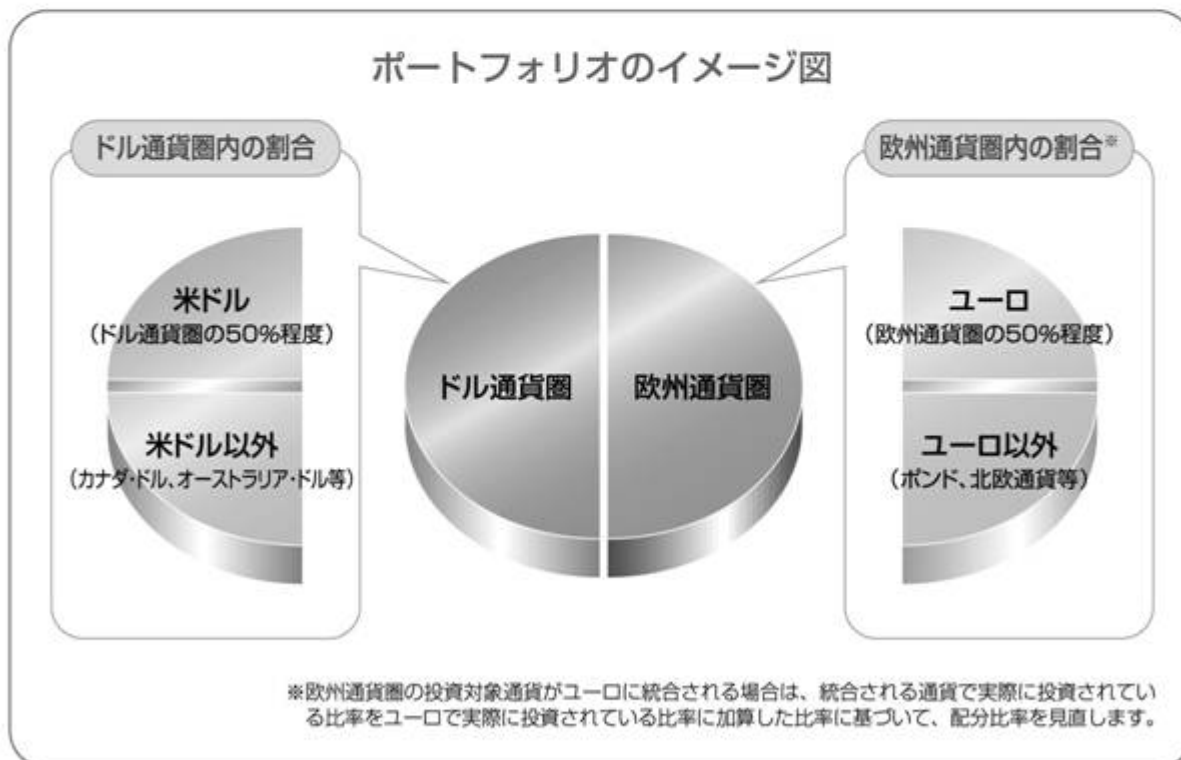 ポートフォリオのイメージ図
ドル通貨圏内の割合
米ドル
（ドル通貨圏の50%程度）
米ドル以外
（カナダ・ドル、オーストラリア・ドル等）
ドル通貨圏
欧州通貨圏
欧州通貨圏内の割合※
ユーロ
（欧州通貨圏の50%程度）
ユーロ以外
（ポンド、北欧通貨等）
※欧州通貨圏の投資対象通貨がユーロに統合される場合は、統合される通貨で実際に投資されてい
る比率をユーロで実際に投資されている比率に加算した比率に基づいて、配分比率を見直します。